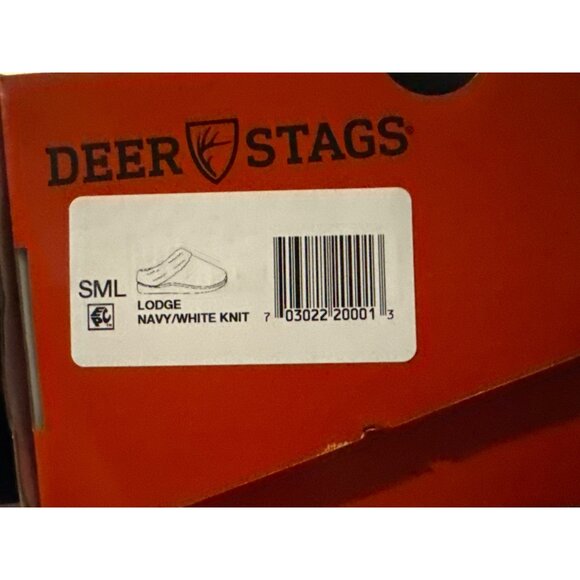 DEER STAGS®
SML
LODGE
NAVY/WHITE KNIT
7 03022 20001 3